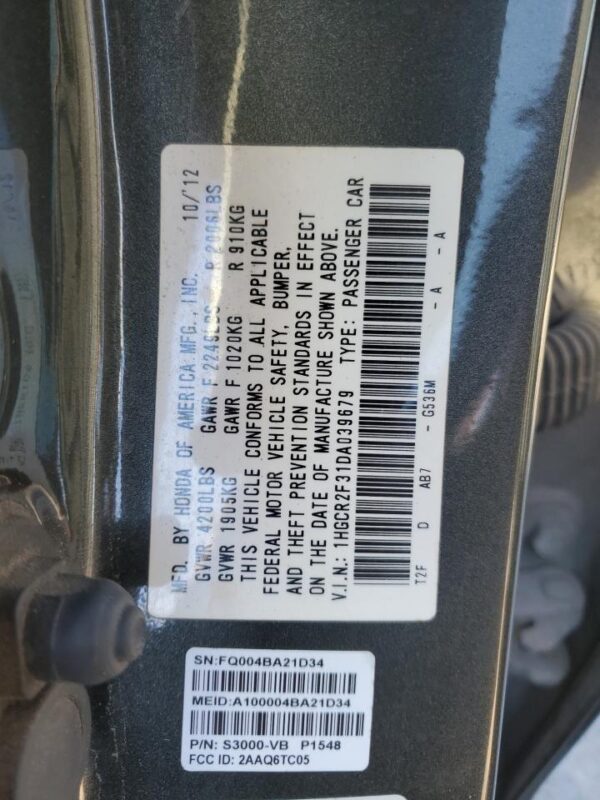 MFD. BY HONDA OF AMERICA MFG., INC. 10/'12
GVWR 4200LBS GAWR F 2249LBS R 2006LBS
GVWR 1905KG GAWR F 1020KG R 910KG
THIS VEHICLE CONFORMS TO ALL APPLICABLE
FEDERAL MOTOR VEHICLE SAFETY, BUMPER,
AND THEFT PREVENTION STANDARDS IN EFFECT
ON THE DATE OF MANUFACTURE SHOWN ABOVE.
V.I.N.: 1HGCR2F31DA039679 TYPE: PASSENGER CAR
T2F D AB7 - G536M - A - A
SN:FQ004BA21D34
MEID:A100004BA21D34
P/N: S3000-VB P1548
FCC ID: 2AAQ6TC05